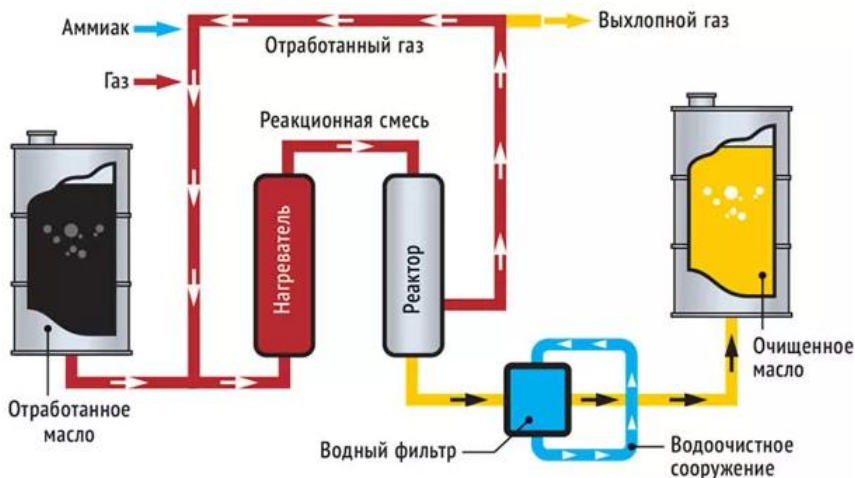 Аммиак
Выхлопной газ
Отработанный газ
Газ
Реакционная смесь
Нагреватель
Реактор
Очищенное
масло
Отработанное
масло
Водный фильтр
Водоочистное
сооружение